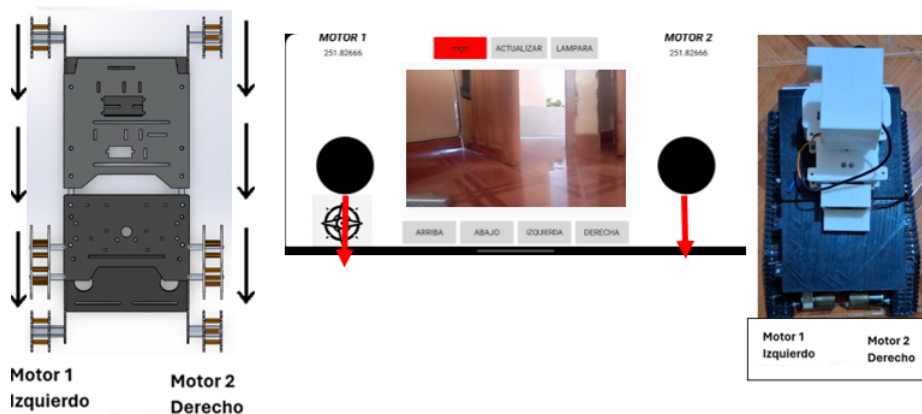 MOTOR 1
251.82666
ACTUALIZAR
LAMPARA
MOTOR 2
251.82666
ARRIBA
ABAJO
IZQUIERDA
DERECHA
Motor 1
Izquierdo
Motor 2
Derecho
Motor 1
Izquierdo
Motor 2
Derecho